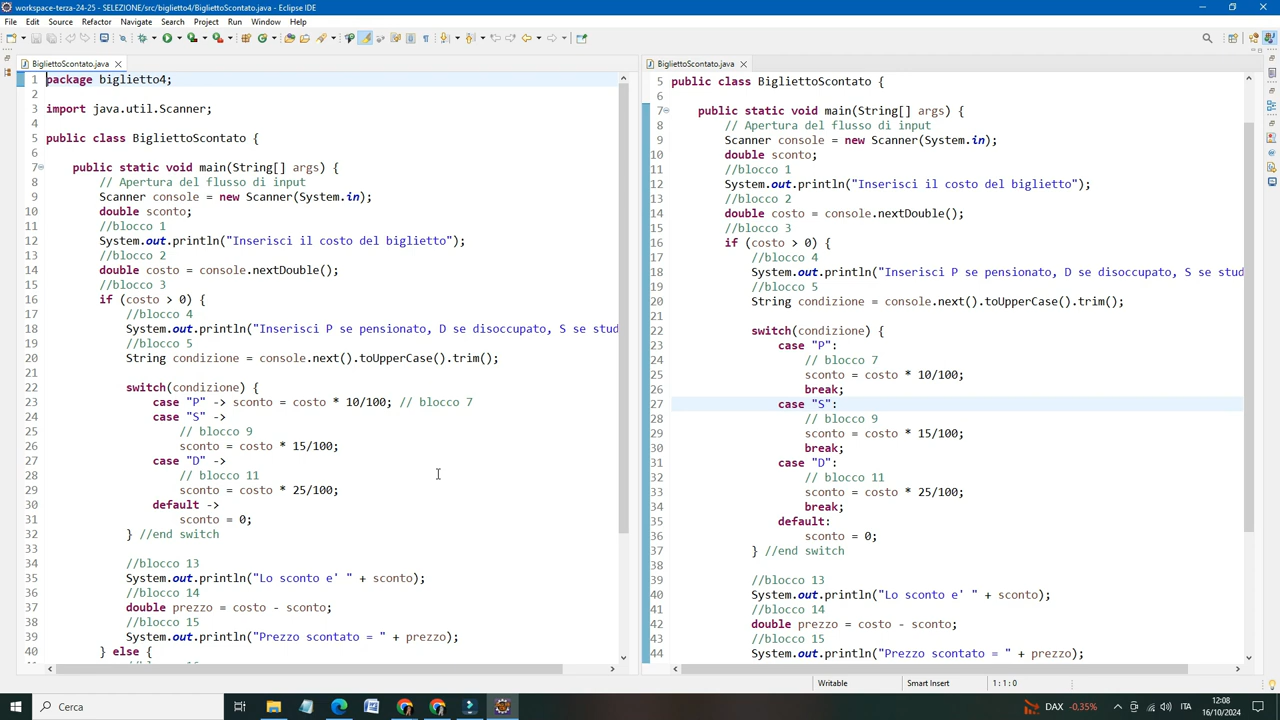 workspace-terza-24-25 - SELEZIONE/src/biglietto4/BigliettoScontato.java - Eclipse IDE
File Edit Source Refactor Navigate Search Project Run Window Help
BigliettoScontato.java
1 package biglietto4;
2
3 import java.util.Scanner;
4
5 public class BigliettoScontato {
6
7 public static void main(String[] args) {
8 // Apertura del flusso di input
9 Scanner console = new Scanner(System.in);
10 double sconto;
11 //blocco 1
12 System.out.println("Inserisci il costo del biglietto");
13 //blocco 2
14 double costo = console.nextDouble();
15 //blocco 3
16 if (costo > 0) {
17 //blocco 4
18 System.out.println("Inserisci P se pensionato, D se disoccupato, S se stud
19 //blocco 5
20 String condizione = console.next().toUpperCase().trim();
21
22 switch(condizione) {
23 case "P" -> sconto = costo * 10/100; // blocco 7
24 case "S" ->
25 // blocco 9
26 sconto = costo * 15/100;
27 case "D" ->
28 // blocco 11
29 sconto = costo * 25/100;
30 default ->
31 sconto = 0;
32 } //end switch
33
34 //blocco 13
35 System.out.println("Lo sconto e' " + sconto);
36 //blocco 14
37 double prezzo = costo - sconto;
38 //blocco 15
39 System.out.println("Prezzo scontato = " + prezzo);
40 } else {
BigliettoScontato.java
5 public class BigliettoScontato {
6
7 public static void main(String[] args) {
8 // Apertura del flusso di input
9 Scanner console = new Scanner(System.in);
10 double sconto;
11 //blocco 1
12 System.out.println("Inserisci il costo del biglietto");
13 //blocco 2
14 double costo = console.nextDouble();
15 //blocco 3
16 if (costo > 0) {
17 //blocco 4
18 System.out.println("Inserisci P se pensionato, D se disoccupato, S se stud
19 //blocco 5
20 String condizione = console.next().toUpperCase().trim();
21
22 switch(condizione) {
23 case "P":
24 // blocco 7
25 sconto = costo * 10/100;
26 break;
27 case "S":
28 // blocco 9
29 sconto = costo * 15/100;
30 break;
31 case "D":
32 // blocco 11
33 sconto = costo * 25/100;
34 break;
35 default:
36 sconto = 0;
37 } //end switch
38
39 //blocco 13
40 System.out.println("Lo sconto e' " + sconto);
41 //blocco 14
42 double prezzo = costo - sconto;
43 //blocco 15
44 System.out.println("Prezzo scontato = " + prezzo);
Writable Smart Insert 1 : 1 : 0
Cerca
DAX -0,35% ITA 12:08
16/10/2024